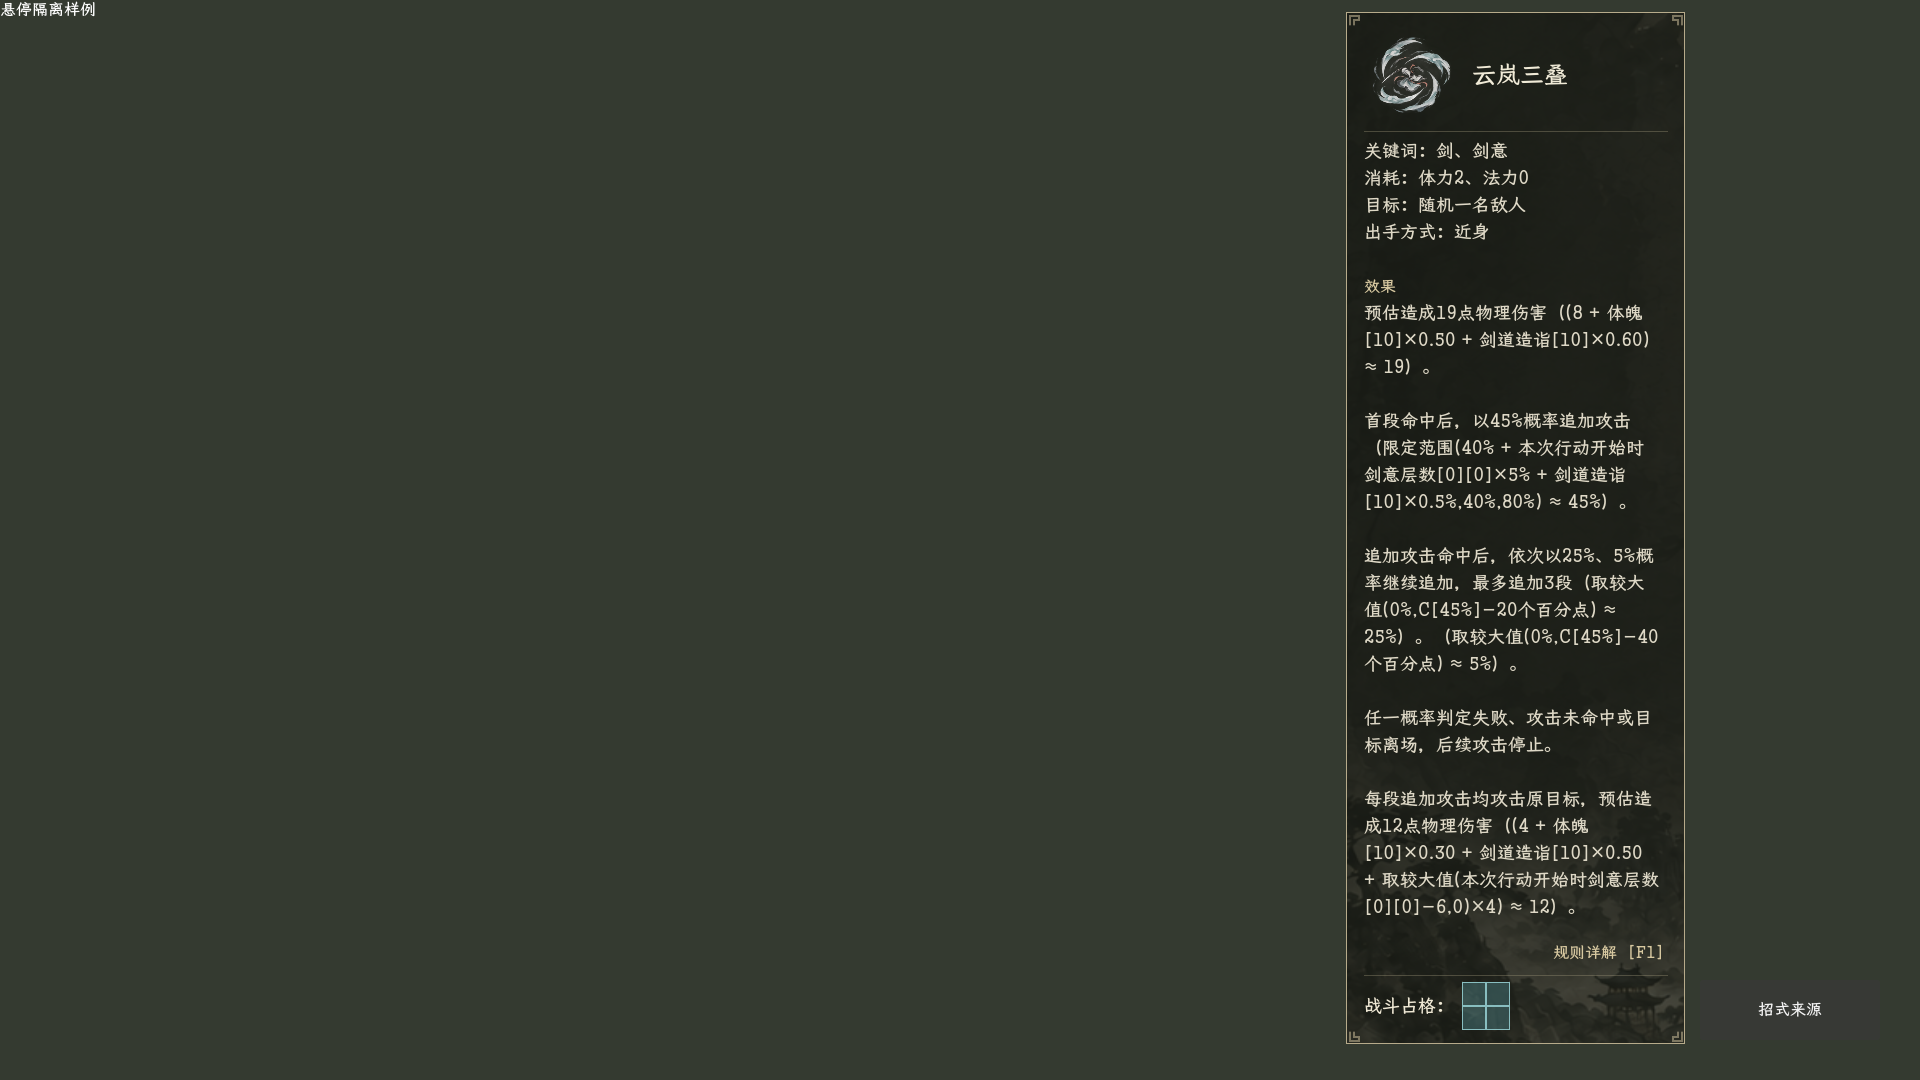 悬停隔离样例
云岚三叠
关键词：剑、剑意
消耗：体力2、法力0
目标：随机一名敌人
出手方式：近身
效果
预估造成19点物理伤害（(8 + 体魄
[10]×0.50 + 剑道造诣[10]×0.60)
≈ 19）。
首段命中后，以45%概率追加攻击
（限定范围(40% + 本次行动开始时
剑意层数[0][0]×5% + 剑道造诣
[10]×0.5%,40%,80%) ≈ 45%）。
追加攻击命中后，依次以25%、5%概
率继续追加，最多追加3段（取较大
值(0%,C[45%]−20个百分点) ≈
25%）。（取较大值(0%,C[45%]−40
个百分点) ≈ 5%）。
任一概率判定失败、攻击未命中或目
标离场，后续攻击停止。
每段追加攻击均攻击原目标，预估造
成12点物理伤害（(4 + 体魄
[10]×0.30 + 剑道造诣[10]×0.50
+ 取较大值(本次行动开始时剑意层数
[0][0]−6,0)×4) ≈ 12）。
规则详解 [F1]
战斗占格：
招式来源